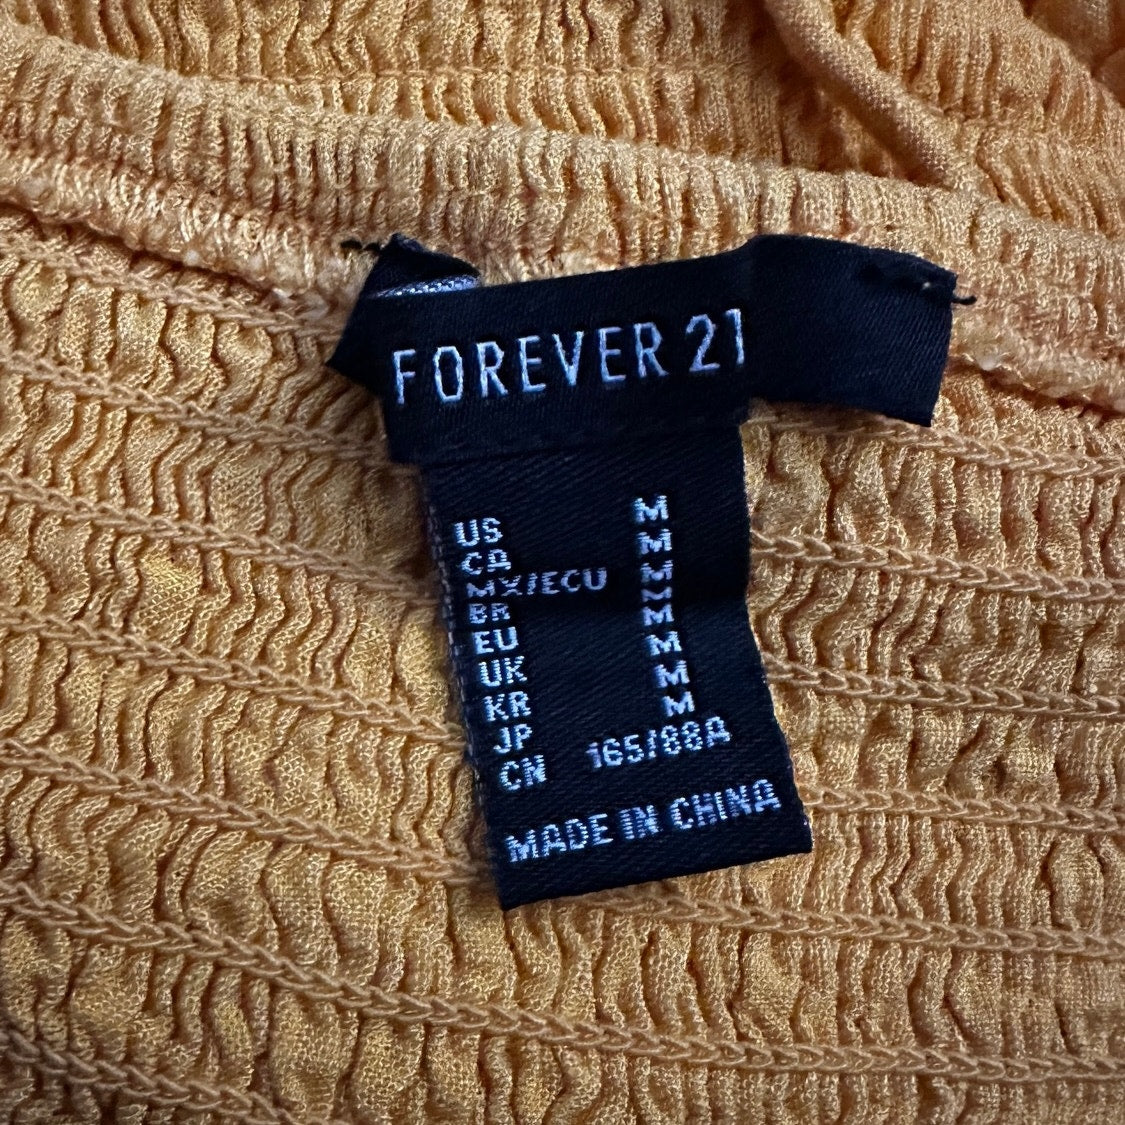 FOREVER 21
US M
CA M
MX/ECU M
BR M
EU M
UK M
KR M
JP M
CN 165/88A
MADE IN CHINA